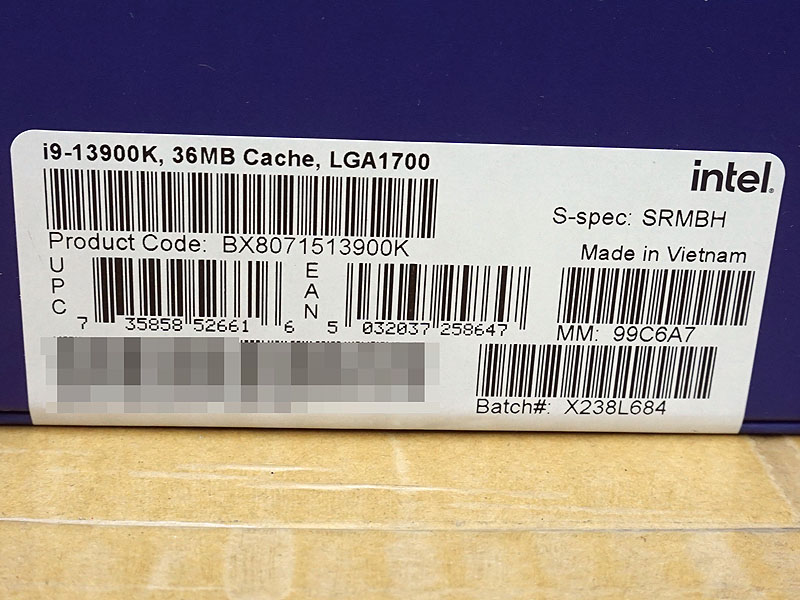 i9-13900K, 36MB Cache, LGA1700
intel.
S-spec: SRMBH
Product Code: BX8071513900K
Made in Vietnam
UPC
7 35858 52661 6
EAN
5 032037 258647
MM: 99C6A7
Batch#: X238L684